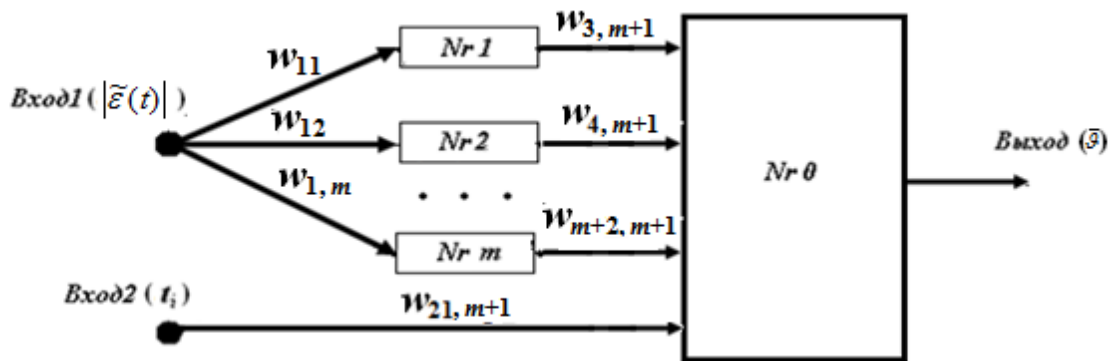 Вход1 ( |ε̃(t)| )
w11
Nr 1
w3, m+1
w12
Nr 2
w4, m+1
w1, m
. . .
Nr m
wm+2, m+1
Вход2 ( ti)
w21, m+1
Nr 0
Выход (ϑ̄)